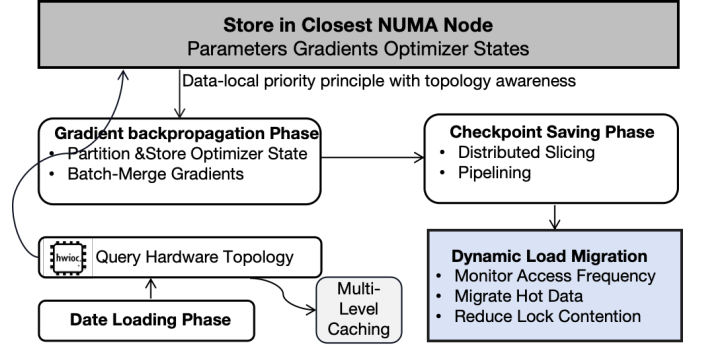 Store in Closest NUMA Node
Parameters Gradients Optimizer States
Data-local priority principle with topology awareness
Gradient backpropagation Phase
• Partition &Store Optimizer State
• Batch-Merge Gradients
Checkpoint Saving Phase
• Distributed Slicing
• Pipelining
hwloc
Query Hardware Topology
Multi-
Level
Caching
Date Loading Phase
Dynamic Load Migration
• Monitor Access Frequency
• Migrate Hot Data
• Reduce Lock Contention